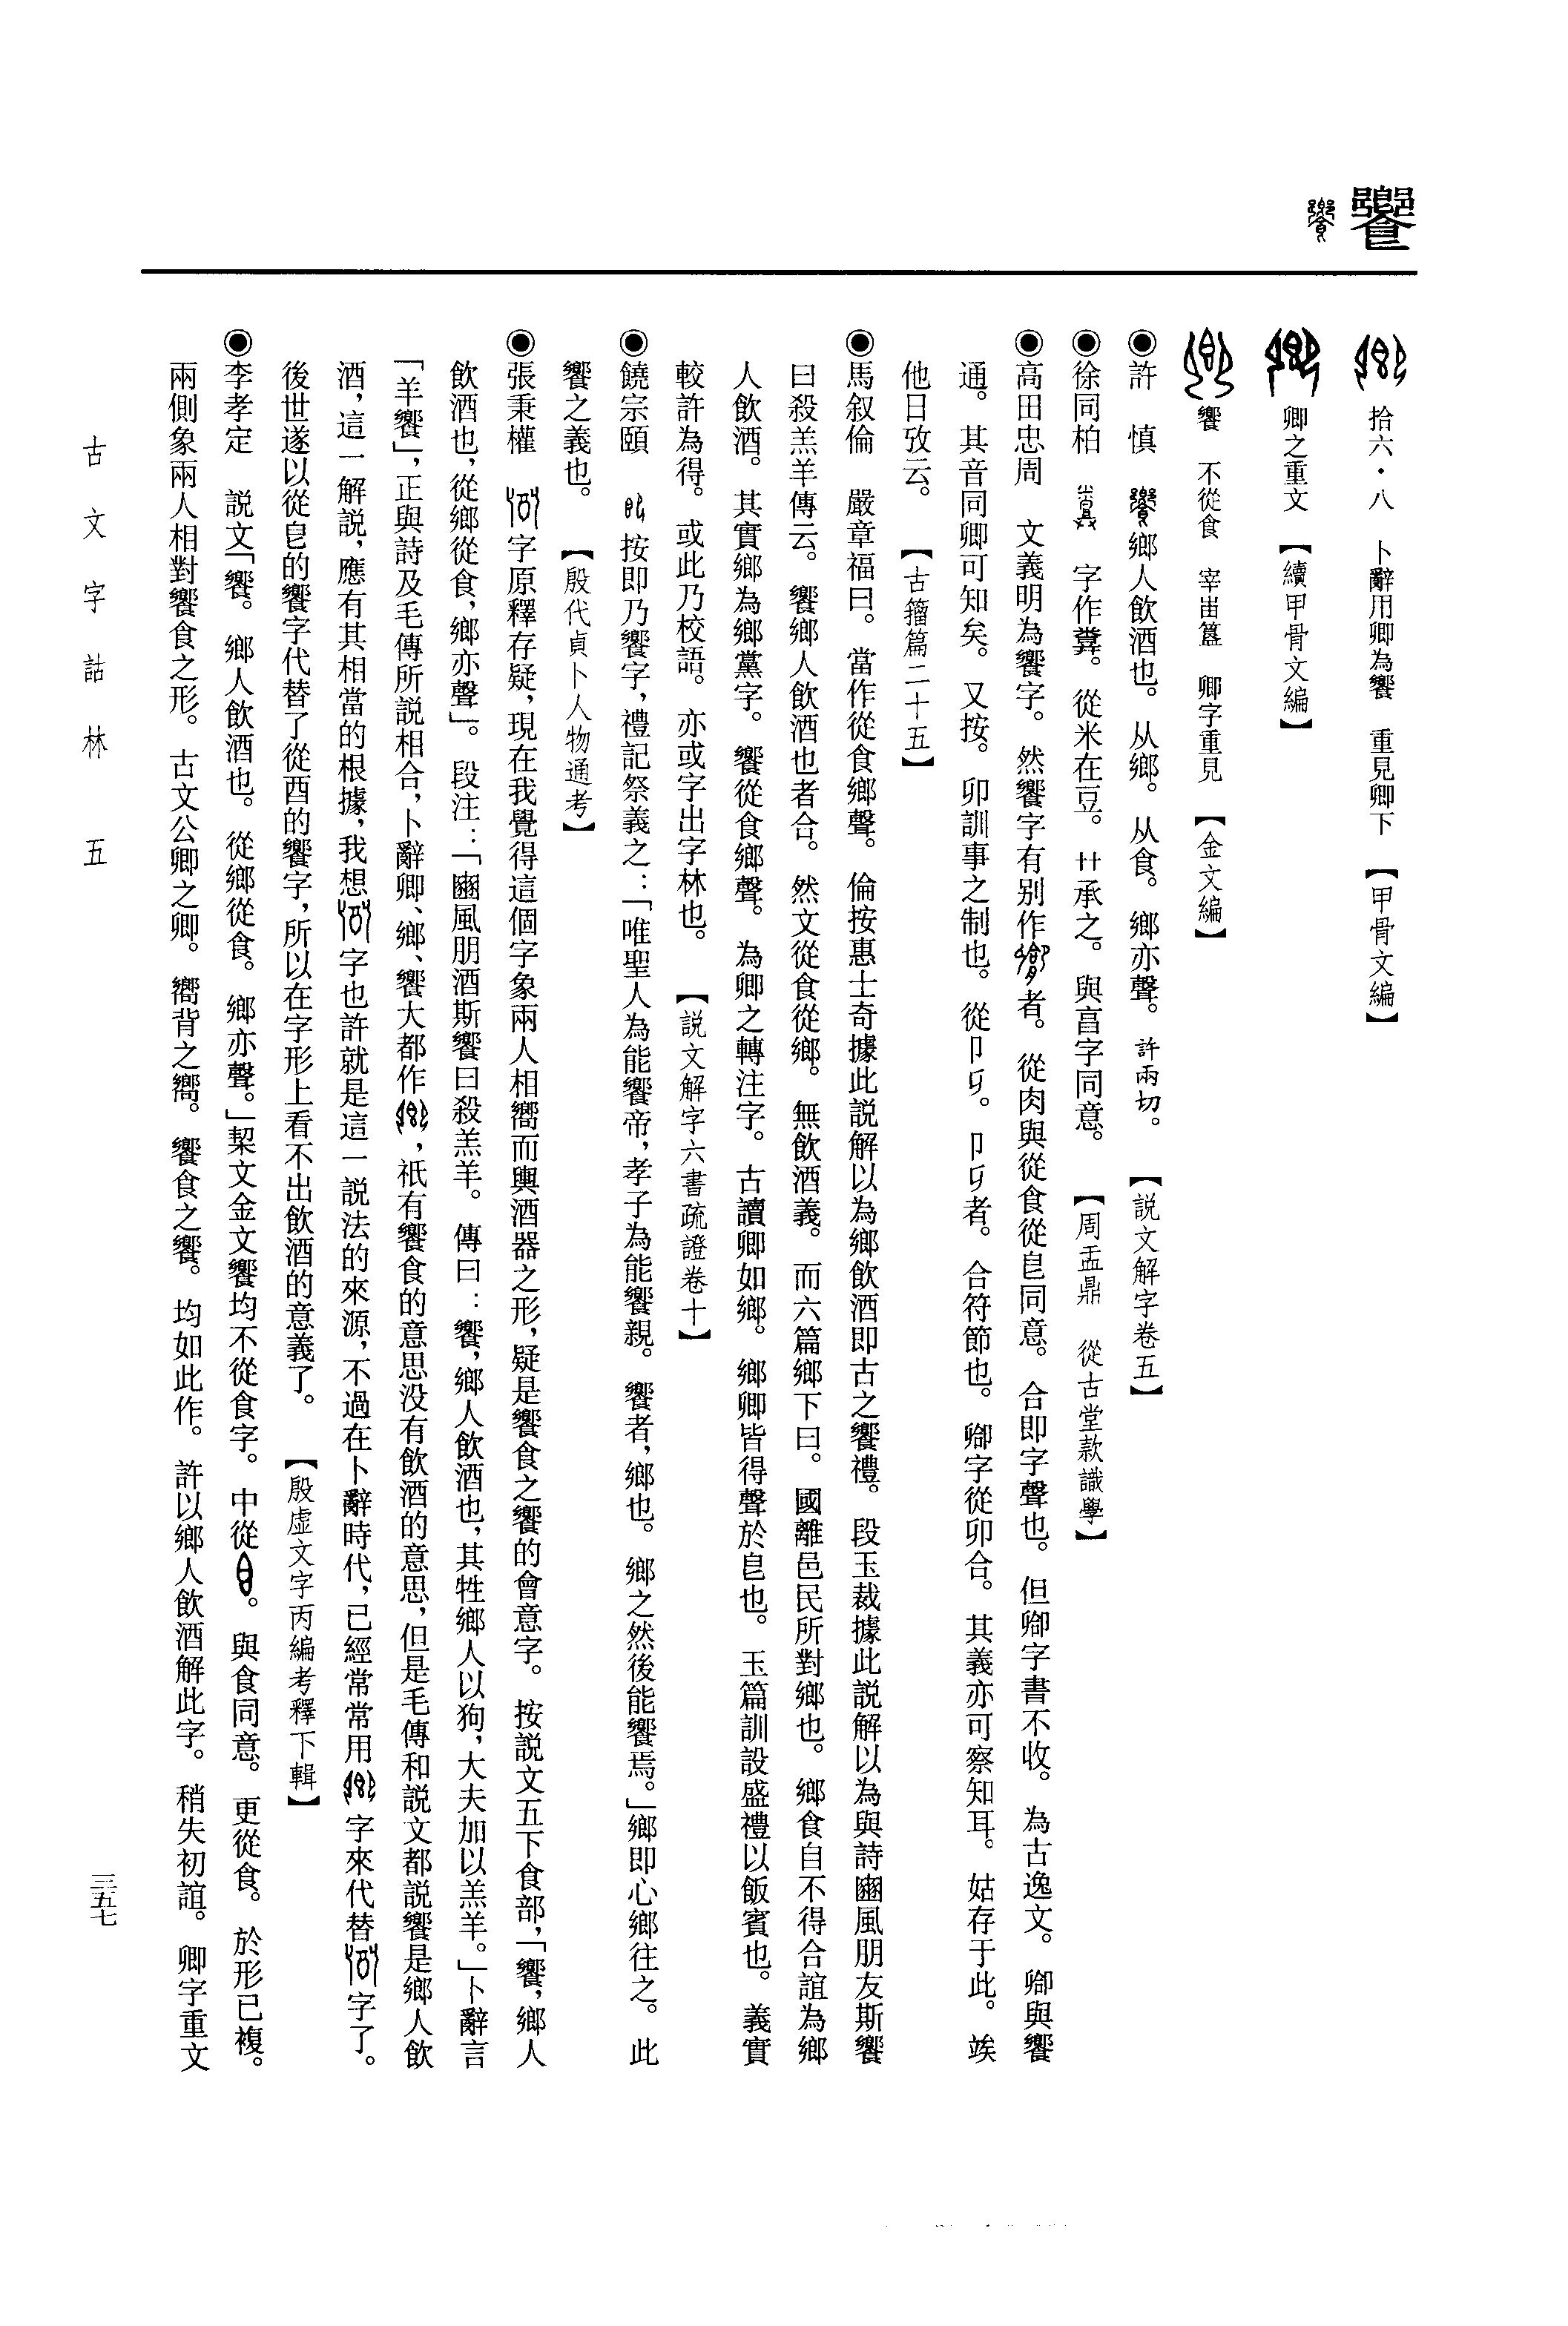 饗
拾六·八　卜辭用卿為饗　重見卿下　【甲骨文編】
卿之重文　【續甲骨文編】
饗　不從食　宰甾簋　卿字重見　【金文編】
◉許　慎　饗鄉人飲酒也。从鄉。从食。鄉亦聲。許兩切。　【說文解字卷五】
◉徐同柏　字作䵼。從米在豆。廾承之。與亯字同意。　【周盂鼎　從古堂款識學】
◉高田忠周　文義明為饗字。然饗字有别作者。從肉與從食從皀同意。合即字聲也。但字書不收。為古逸文。與饗
通。其音同卿可知矣。又按。卯訓事之制也。從卩。卩者。合符節也。卿字從卯合。其義亦可察知耳。姑存于此。竢
他日攷云。　【古籀篇二十五】
◉馬叙倫　嚴章福曰。當作從食鄉聲。倫按惠士奇據此說解以為鄉飲酒即古之饗禮。段玉裁據此說解以為與詩豳風朋友斯饗
曰殺羔羊傳云。饗鄉人飲酒也者合。然文從食從鄉。無飲酒義。而六篇鄉下曰。國離邑民所封鄉也。鄉食自不得合誼為鄉
人飲酒。其實鄉為鄉黨字。饗從食鄉聲。為卿之轉注字。古讀卿如鄉。鄉卿皆得聲於皀也。玉篇訓設盛禮以飯賓也。義實
較許為得。或此乃校語。亦或字出字林也。　【說文解字六書疏證卷十】
◉饒宗頤　按即乃饗字，禮記祭義之：「唯聖人為能饗帝，孝子為能饗親。饗者，鄉也。鄉之然後能饗焉。」鄉即心鄉往之。此
饗之義也。　【殷代貞卜人物通考】
◉張秉權　字原釋存疑，現在我覺得這個字象兩人相嚮而輿酒器之形，疑是饗食之饗的會意字。按說文五下食部，「饗，鄉人
飲酒也，從鄉從食，鄉亦聲」。段注：「豳風朋酒斯饗曰殺羔羊。傳曰：饗，鄉人飲酒也，其牲鄉人以狗，大夫加以羔羊。」卜辭言
「羊饗」，正與詩及毛傳所說相合，卜辭卿、鄉、饗大都作，祇有饗食的意思没有飲酒的意思，但是毛傳和說文都說饗是鄉人飲
酒，這一解說，應有其相當的根據，我想字也許就是這一說法的來源，不過在卜辭時代，已經常常用字來代替字了。
後世遂以從皀的饗字代替了從酉的饗字，所以在字形上看不出飲酒的意義了。　【殷虛文字丙編考釋下輯】
◉李孝定　說文「饗。鄉人飲酒也。從鄉從食。鄉亦聲。」栔文金文饗均不從食字。中從。與食同意。更從食。於形已複。
兩側象兩人相對饗食之形。古文公卿之卿。嚮背之嚮。饗食之饗。均如此作。許以鄉人飲酒解此字。稍失初誼。卿字重文
古文字詁林　五
三五七